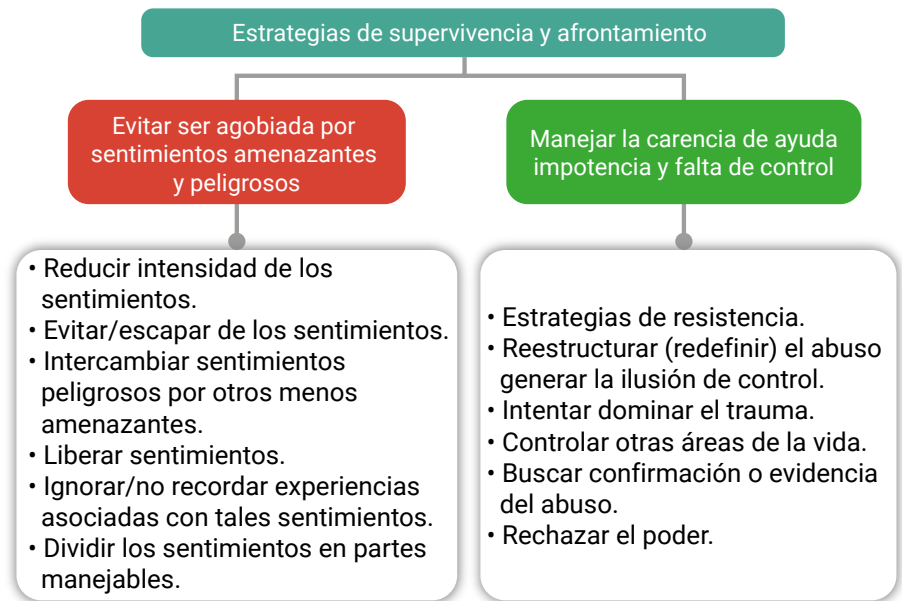 Estrategias de supervivencia y afrontamiento
Evitar ser agobiada por
sentimientos amenazantes
y peligrosos
Manejar la carencia de ayuda
impotencia y falta de control
• Reducir intensidad de los
sentimientos.
• Evitar/escapar de los sentimientos.
• Intercambiar sentimientos
peligrosos por otros menos
amenazantes.
• Liberar sentimientos.
• Ignorar/no recordar experiencias
asociadas con tales sentimientos.
• Dividir los sentimientos en partes
manejables.
• Estrategias de resistencia.
• Reestructurar (redefinir) el abuso
generar la ilusión de control.
• Intentar dominar el trauma.
• Controlar otras áreas de la vida.
• Buscar confirmación o evidencia
del abuso.
• Rechazar el poder.